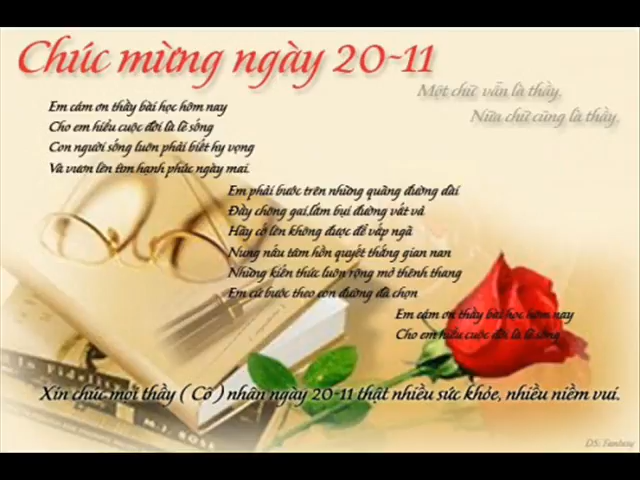 Chúc mừng ngày 20-11
Một chữ vẫn là thầy.
Nửa chữ cũng là thầy.
Em cám ơn thầy bài học hôm nay
Cho em hiểu cuộc đời là lẽ sống
Con người sống luôn phải biết hy vọng
Và vươn lên tìm hạnh phúc ngày mai.
Em phải bước trên những quãng đường dài
Đầy chông gai,lấm bụi đường vất vả
Hãy cố lên không được để vấp ngã
Nung nấu tâm hồn quyết thắng gian nan
Những kiến thức luôn rộng mở thênh thang
Em cứ bước theo con đường đã chọn
Em cám ơn thầy bài học hôm nay
Cho em hiểu cuộc đời là lẽ sống
Xin chúc mọi thầy ( Cô ) nhân ngày 20-11 thật nhiều sức khỏe, nhiều niềm vui.
M.J. ROSS
DS: